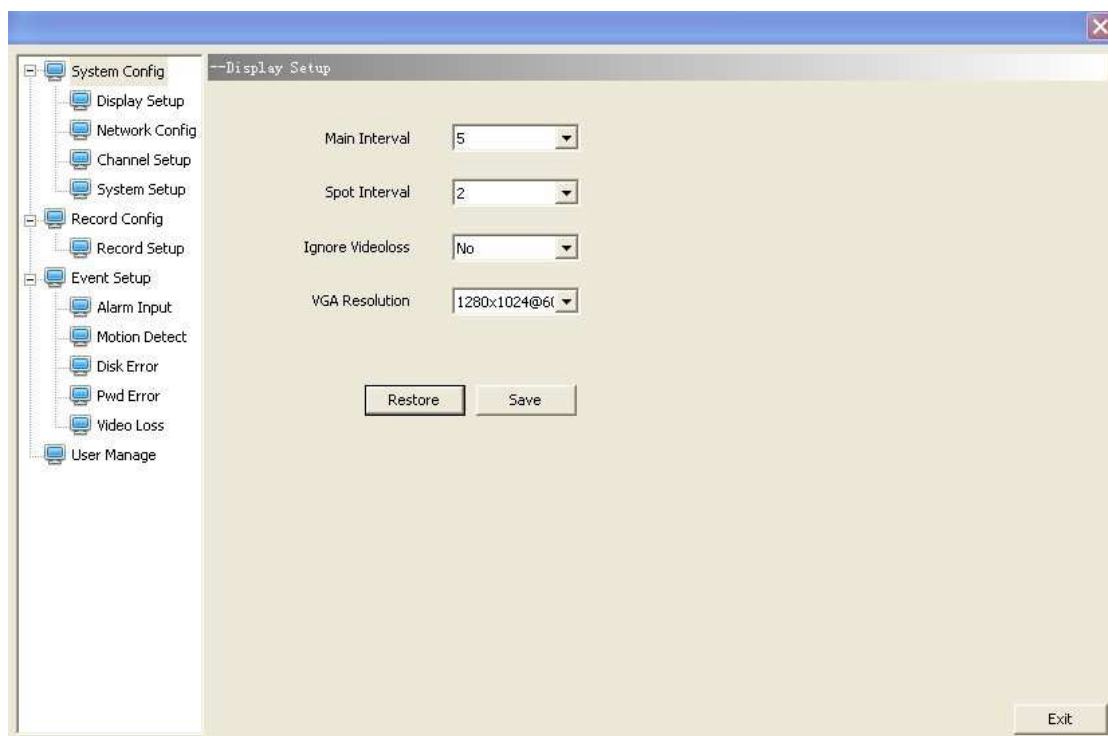 System Config
Display Setup
Network Config
Channel Setup
System Setup
Record Config
Record Setup
Event Setup
Alarm Input
Motion Detect
Disk Error
Pwd Error
Video Loss
User Manage
--Display Setup
Main Interval 5
Spot Interval 2
Ignore Videoloss No
VGA Resolution 1280x1024@60
Restore Save
Exit